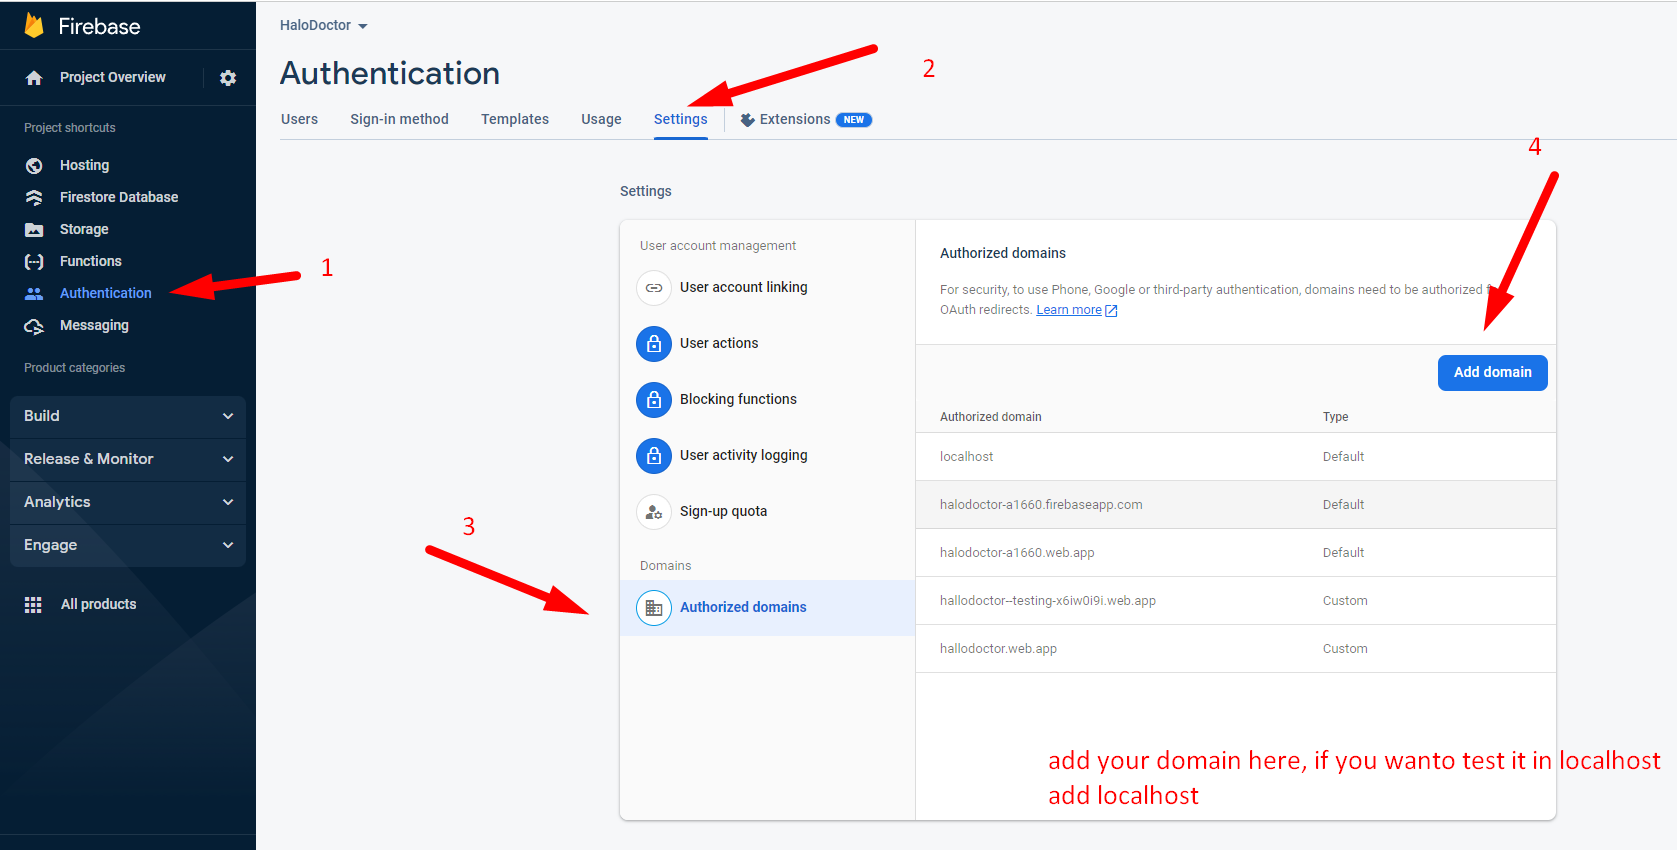 Firebase
Project Overview
Project shortcuts
Hosting
Firestore Database
Storage
Functions
Authentication
Messaging
Product categories
Build
Release & Monitor
Analytics
Engage
All products
HaloDoctor
Authentication
Users Sign-in method Templates Usage Settings Extensions NEW
1
2
3
4
Settings
User account management
User account linking
User actions
Blocking functions
User activity logging
Sign-up quota
Domains
Authorized domains
Authorized domains
For security, to use Phone, Google or third-party authentication, domains need to be authorized
OAuth redirects. Learn more
Add domain
Authorized domain Type
localhost Default
halodoctor-a1660.firebaseapp.com Default
halodoctor-a1660.web.app Default
hallodoctor--testing-x6iw0i9i.web.app Custom
hallodoctor.web.app Custom
add your domain here, if you wanto test it in localhost
add localhost